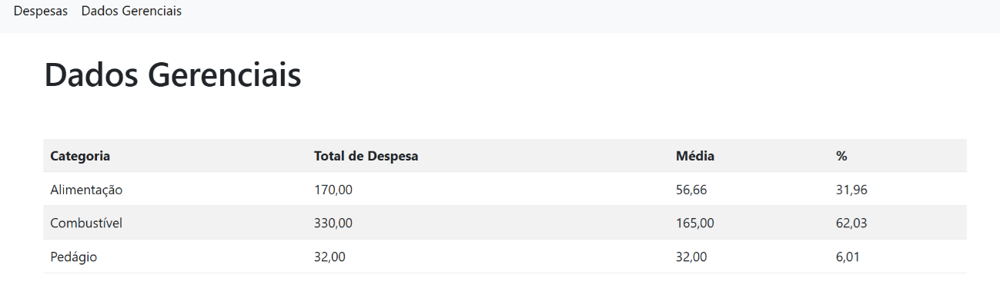 Despesas Dados Gerenciais
Dados Gerenciais
Categoria Total de Despesa Média %
Alimentação 170,00 56,66 31,96
Combustível 330,00 165,00 62,03
Pedágio 32,00 32,00 6,01